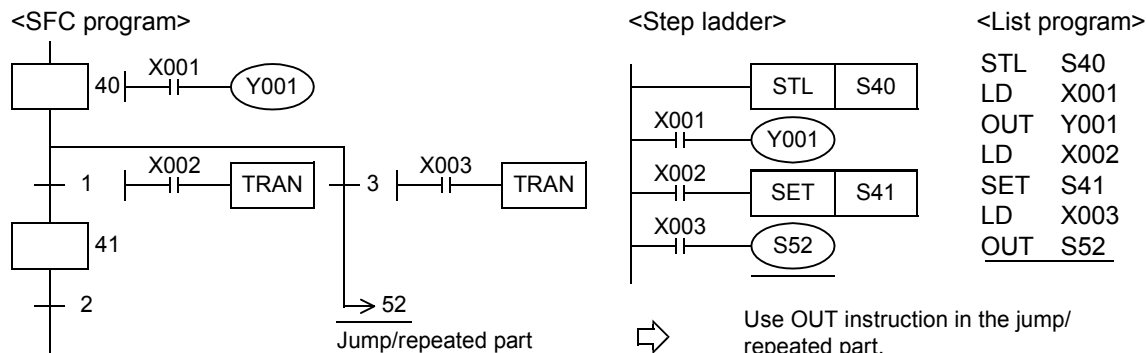 <SFC program>
40
X001
Y001
1
X002
TRAN
3
X003
TRAN
41
2
52
Jump/repeated part
<Step ladder>
STL S40
X001
Y001
X002
SET S41
X003
S52
Use OUT instruction in the jump/
repeated part.
<List program>
STL S40
LD X001
OUT Y001
LD X002
SET S41
LD X003
OUT S52